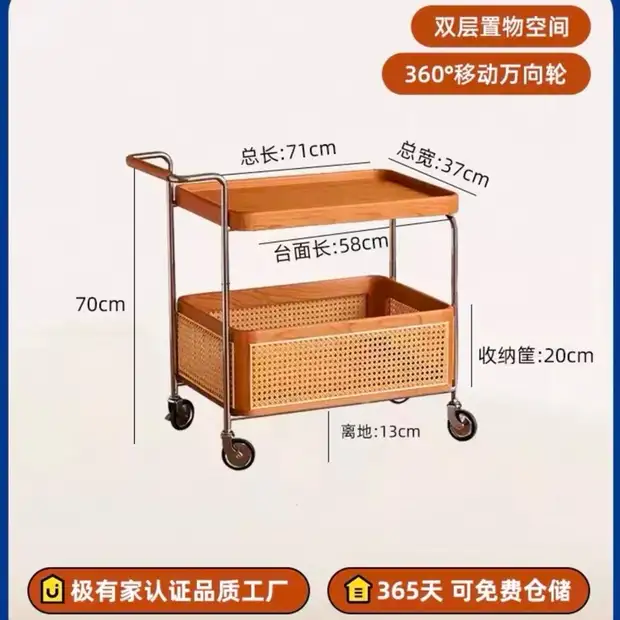 双层置物空间
360°移动万向轮
总长:71cm
总宽:37cm
台面长:58cm
70cm
收纳筐:20cm
离地:13cm
极有家认证品质工厂
365天 可免费仓储